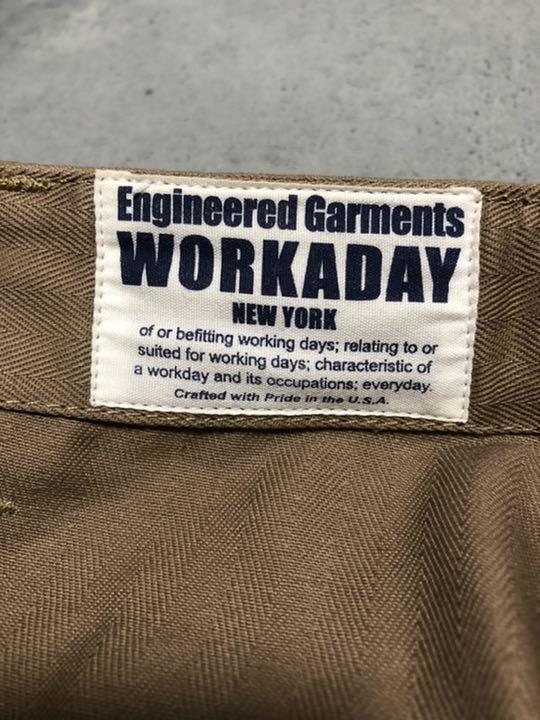 Engineered Garments
WORKADAY
NEW YORK
of or befitting working days; relating to or
suited for working days; characteristic of
a workday and its occupations; everyday.
Crafted with Pride in the U.S.A.